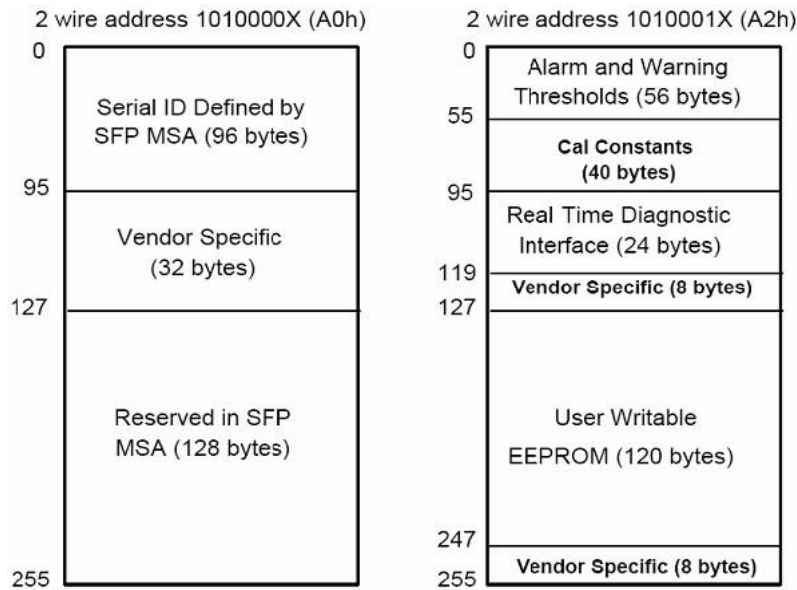 2 wire address 1010000X (A0h)
0
Serial ID Defined by
SFP MSA (96 bytes)
95
Vendor Specific
(32 bytes)
127
Reserved in SFP
MSA (128 bytes)
255
2 wire address 1010001X (A2h)
0
Alarm and Warning
Thresholds (56 bytes)
55
Cal Constants
(40 bytes)
95
Real Time Diagnostic
Interface (24 bytes)
119
Vendor Specific (8 bytes)
127
User Writable
EEPROM (120 bytes)
247
Vendor Specific (8 bytes)
255